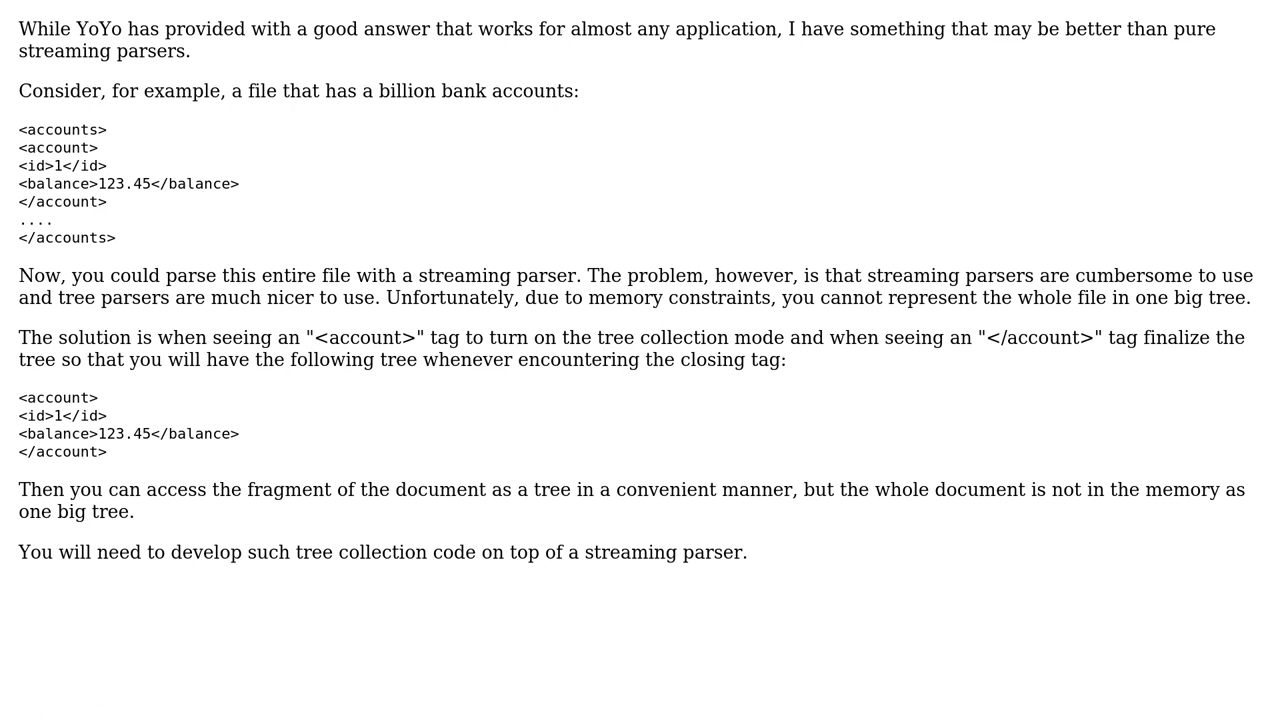 While YoYo has provided with a good answer that works for almost any application, I have something that may be better than pure
streaming parsers.
Consider, for example, a file that has a billion bank accounts:
<accounts>
<account>
<id>1</id>
<balance>123.45</balance>
</account>
....
</accounts>
Now, you could parse this entire file with a streaming parser. The problem, however, is that streaming parsers are cumbersome to use
and tree parsers are much nicer to use. Unfortunately, due to memory constraints, you cannot represent the whole file in one big tree.
The solution is when seeing an "<account>" tag to turn on the tree collection mode and when seeing an "</account>" tag finalize the
tree so that you will have the following tree whenever encountering the closing tag:
<account>
<id>1</id>
<balance>123.45</balance>
</account>
Then you can access the fragment of the document as a tree in a convenient manner, but the whole document is not in the memory as
one big tree.
You will need to develop such tree collection code on top of a streaming parser.